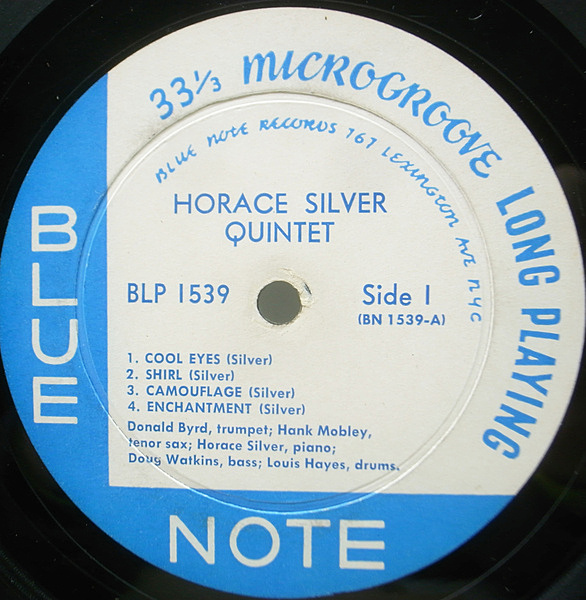 33⅓ MICROGROOVE LONG PLAYING
BLUE NOTE RECORDS 767 LEXINGTON AVE NYC
HORACE SILVER
QUINTET
BLP 1539
Side 1
(BN 1539-A)
1. COOL EYES (Silver)
2. SHIRL (Silver)
3. CAMOUFLAGE (Silver)
4. ENCHANTMENT (Silver)
Donald Byrd, trumpet; Hank Mobley,
tenor sax; Horace Silver, piano;
Doug Watkins, bass; Louis Hayes, drums.
BLUE
NOTE